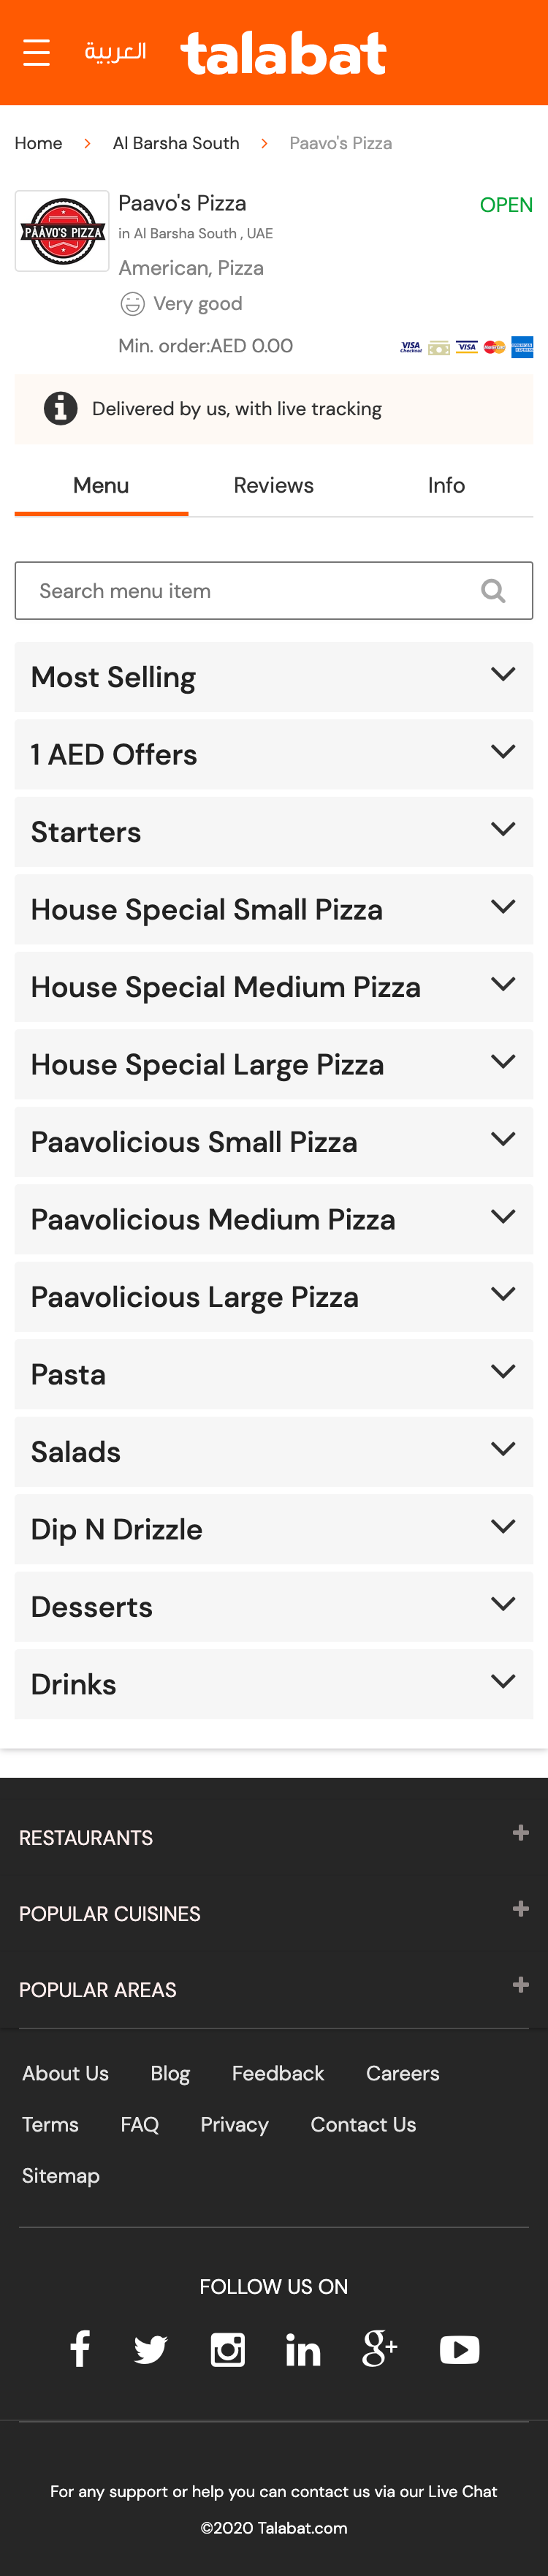 العربية talabat
Home > Al Barsha South > Paavo's Pizza
PAAVO'S PIZZA
Paavo's Pizza
OPEN
in Al Barsha South , UAE
American, Pizza
Very good
Min. order:AED 0.00
VISA Checkout VISA
Delivered by us, with live tracking
Menu Reviews Info
Search menu item
Most Selling
1 AED Offers
Starters
House Special Small Pizza
House Special Medium Pizza
House Special Large Pizza
Paavolicious Small Pizza
Paavolicious Medium Pizza
Paavolicious Large Pizza
Pasta
Salads
Dip N Drizzle
Desserts
Drinks
RESTAURANTS
POPULAR CUISINES
POPULAR AREAS
About Us Blog Feedback Careers
Terms FAQ Privacy Contact Us
Sitemap
FOLLOW US ON
For any support or help you can contact us via our Live Chat
©2020 Talabat.com